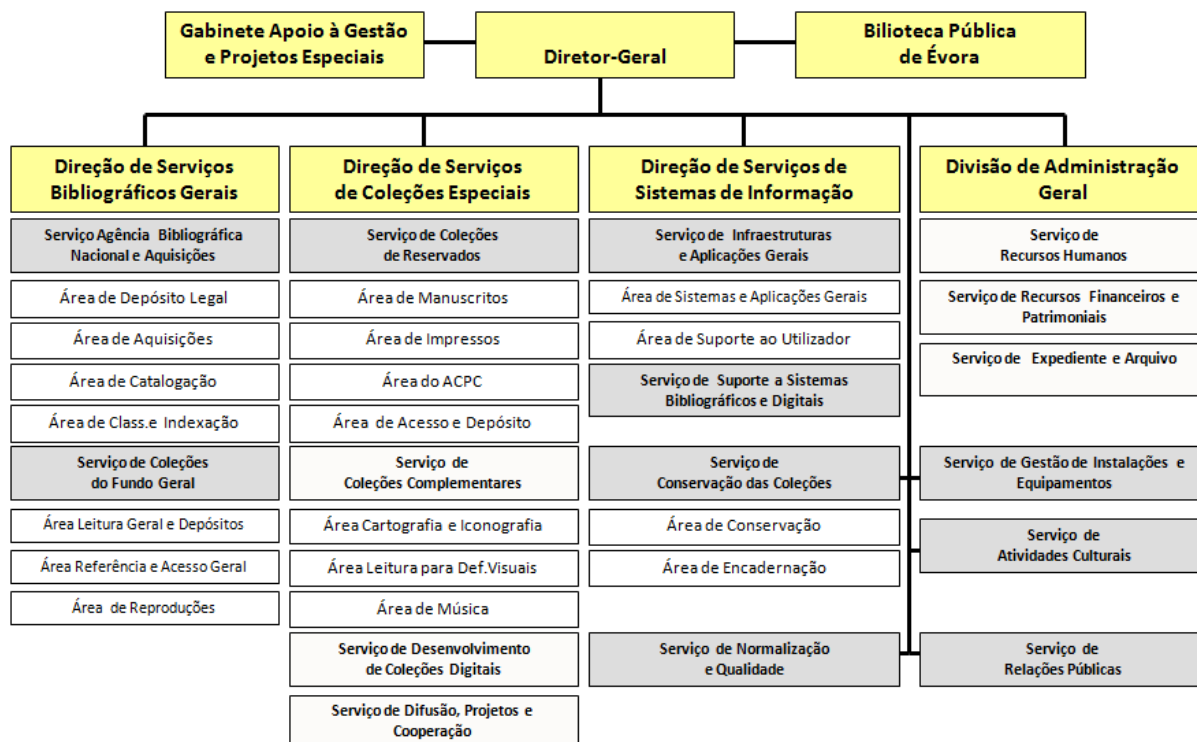 Gabinete Apoio à Gestão
e Projetos Especiais
Diretor-Geral
Bilioteca Pública
de Évora
Direção de Serviços
Bibliográficos Gerais
Serviço Agência Bibliográfica
Nacional e Aquisições
Área de Depósito Legal
Área de Aquisições
Área de Catalogação
Área de Class.e Indexação
Serviço de Coleções
do Fundo Geral
Área Leitura Geral e Depósitos
Área Referência e Acesso Geral
Área de Reproduções
Direção de Serviços
de Coleções Especiais
Serviço de Coleções
de Reservados
Área de Manuscritos
Área de Impressos
Área do ACPC
Área de Acesso e Depósito
Serviço de
Coleções Complementares
Área Cartografia e Iconografia
Área Leitura para Def.Visuais
Área de Música
Serviço de Desenvolvimento
de Coleções Digitais
Serviço de Difusão, Projetos e
Cooperação
Direção de Serviços de
Sistemas de Informação
Serviço de Infraestruturas
e Aplicações Gerais
Área de Sistemas e Aplicações Gerais
Área de Suporte ao Utilizador
Serviço de Suporte a Sistemas
Bibliográficos e Digitais
Serviço de
Conservação das Coleções
Área de Conservação
Área de Encadernação
Serviço de Normalização
e Qualidade
Divisão de Administração
Geral
Serviço de
Recursos Humanos
Serviço de Recursos Financeiros e
Patrimoniais
Serviço de Expediente e Arquivo
Serviço de Gestão de Instalações e
Equipamentos
Serviço de
Atividades Culturais
Serviço de
Relações Públicas